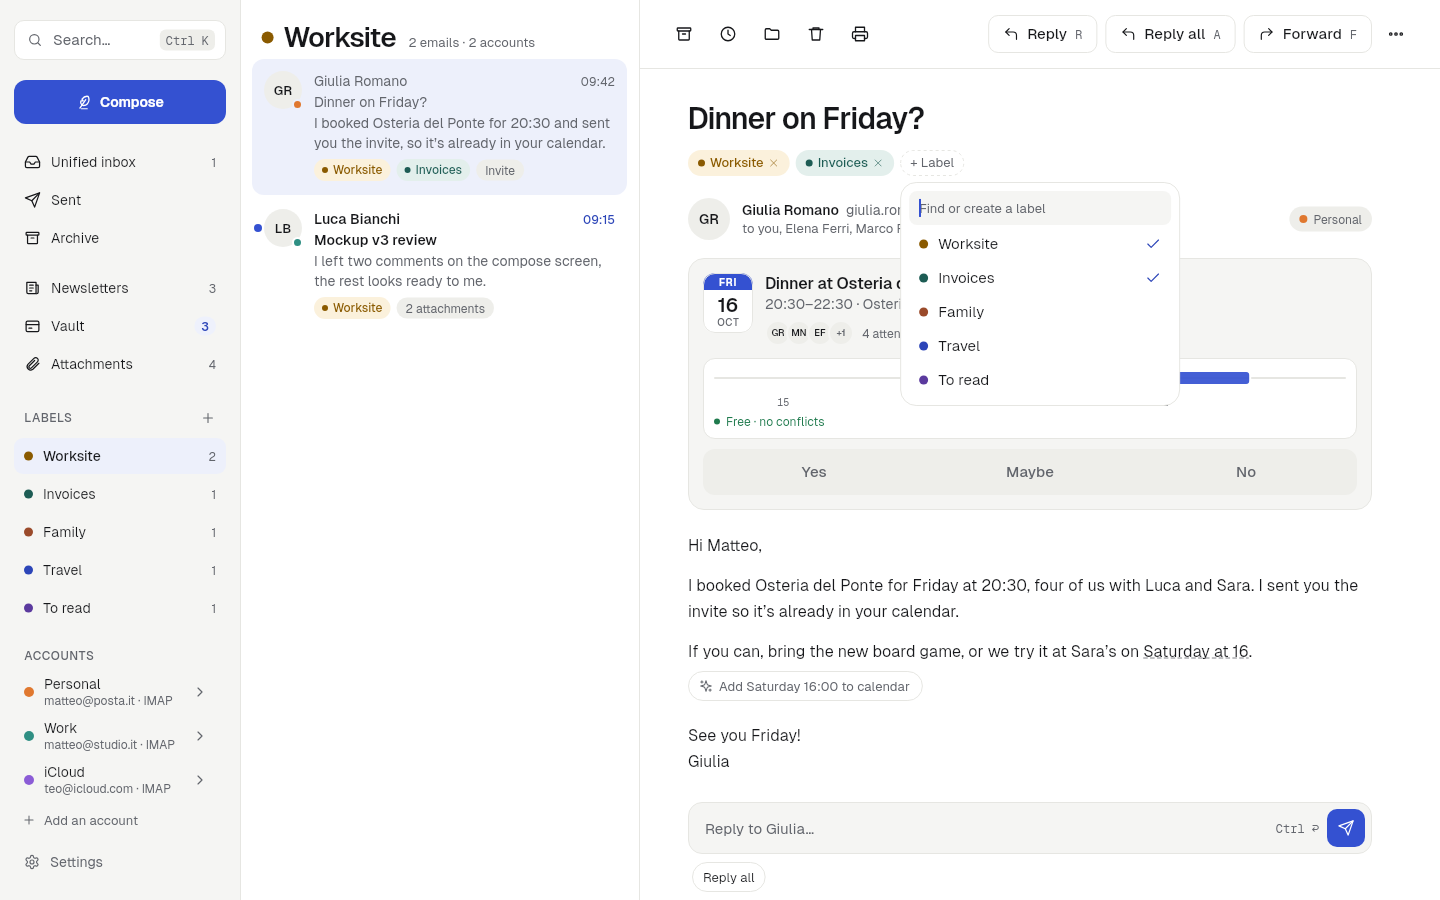 Search…
Ctrl K
Compose
Unified inbox 1
Sent
Archive
Newsletters 3
Vault 3
Attachments 4
LABELS
Worksite 2
Invoices 1
Family 1
Travel 1
To read 1
ACCOUNTS
Personal
matteo@posta.it · IMAP
Work
matteo@studio.it · IMAP
iCloud
teo@icloud.com · IMAP
Add an account
Settings
Worksite 2 emails · 2 accounts
GR
Giulia Romano 09:42
Dinner on Friday?
I booked Osteria del Ponte for 20:30 and sent
you the invite, so it's already in your calendar.
Worksite Invoices Invite
LB
Luca Bianchi 09:15
Mockup v3 review
I left two comments on the compose screen,
the rest looks ready to me.
Worksite 2 attachments
Reply R
Reply all A
Forward F
Dinner on Friday?
Worksite
Invoices
+ Label
Find or create a label
Worksite
Invoices
Family
Travel
To read
GR
Giulia Romano
to you, Elena Ferri, Marco
Personal
FRI
16
OCT
Dinner at Osteria
20:30–22:30 ·
GR MN EF +1 4
15
Free · no conflicts
Yes Maybe No
Hi Matteo,
I booked Osteria del Ponte for Friday at 20:30, four of us with Luca and Sara. I sent you the
invite so it's already in your calendar.
If you can, bring the new board game, or we try it at Sara's on Saturday at 16.
Add Saturday 16:00 to calendar
See you Friday!
Giulia
Reply to Giulia…
Ctrl
Reply all